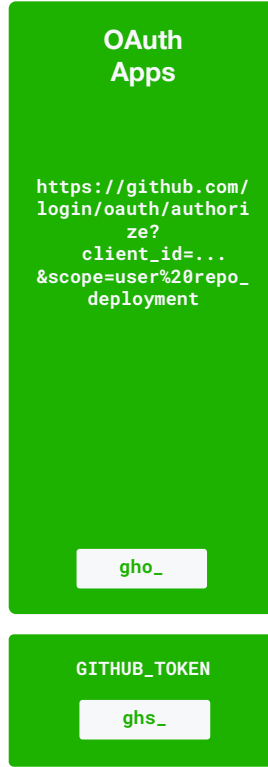 OAuth
Apps
https://github.com/
login/oauth/authori
ze?
client_id=...
&scope=user%20repo_
deployment
gho_
GITHUB_TOKEN
ghs_